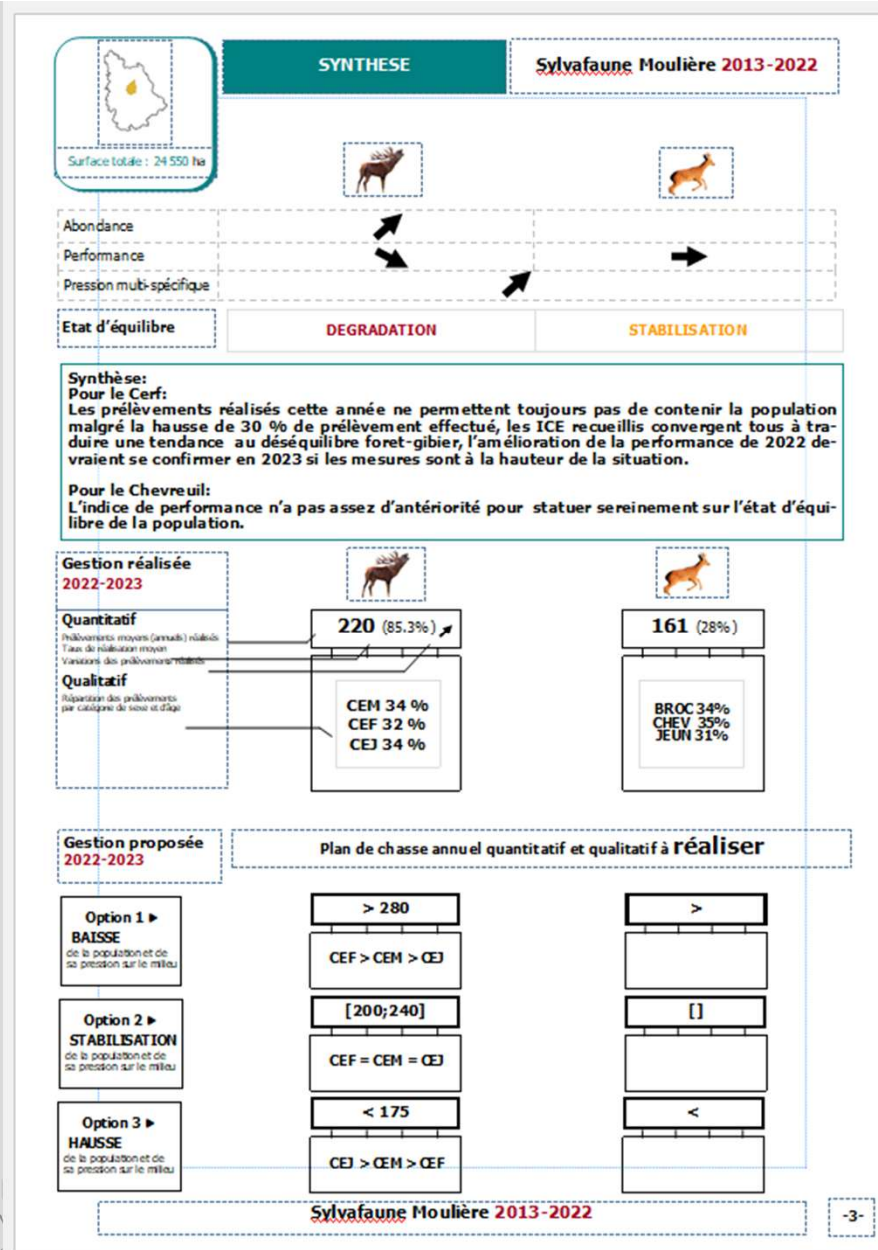 SYNTHESE
Sylvafaune Moulière 2013-2022
Surface totale : 24 550 ha
Abondance
Performance
Pression multi-spécifique
Etat d'équilibre
DEGRADATION
STABILISATION
Synthèse:
Pour le Cerf:
Les prélèvements réalisés cette année ne permettent toujours pas de contenir la population
malgré la hausse de 30 % de prélèvement effectué, les ICE recueillis convergent tous à tra-
duire une tendance au déséquilibre foret-gibier, l'amélioration de la performance de 2022 de-
vraient se confirmer en 2023 si les mesures sont à la hauteur de la situation.
Pour le Chevreuil:
L'indice de performance n'a pas assez d'antériorité pour statuer sereinement sur l'état d'équi-
libre de la population.
Gestion réalisée
2022-2023
Quantitatif
Prélèvements moyens (annuels) réalisés
Taux de réalisation moyen
Variations des prélèvements réalisés
Qualitatif
Répartition des prélèvements
par catégorie de sexe et d'âge
220 (85.3%)
CEM 34 %
CEF 32 %
CEJ 34 %
161 (28%)
BROC 34%
CHEV 35%
JEUN 31%
Gestion proposée
2022-2023
Plan de chasse annuel quantitatif et qualitatif à réaliser
Option 1 ►
BAISSE
de la population et de
sa pression sur le milieu
> 280
CEF > CEM > CEJ
>
Option 2 ►
STABILISATION
de la population et de
sa pression sur le milieu
[200;240]
CEF = CEM = CEJ
[]
Option 3 ►
HAUSSE
de la population et de
sa pression sur le milieu
< 175
CEJ > CEM > CEF
<
Sylvafaune Moulière 2013-2022
-3-